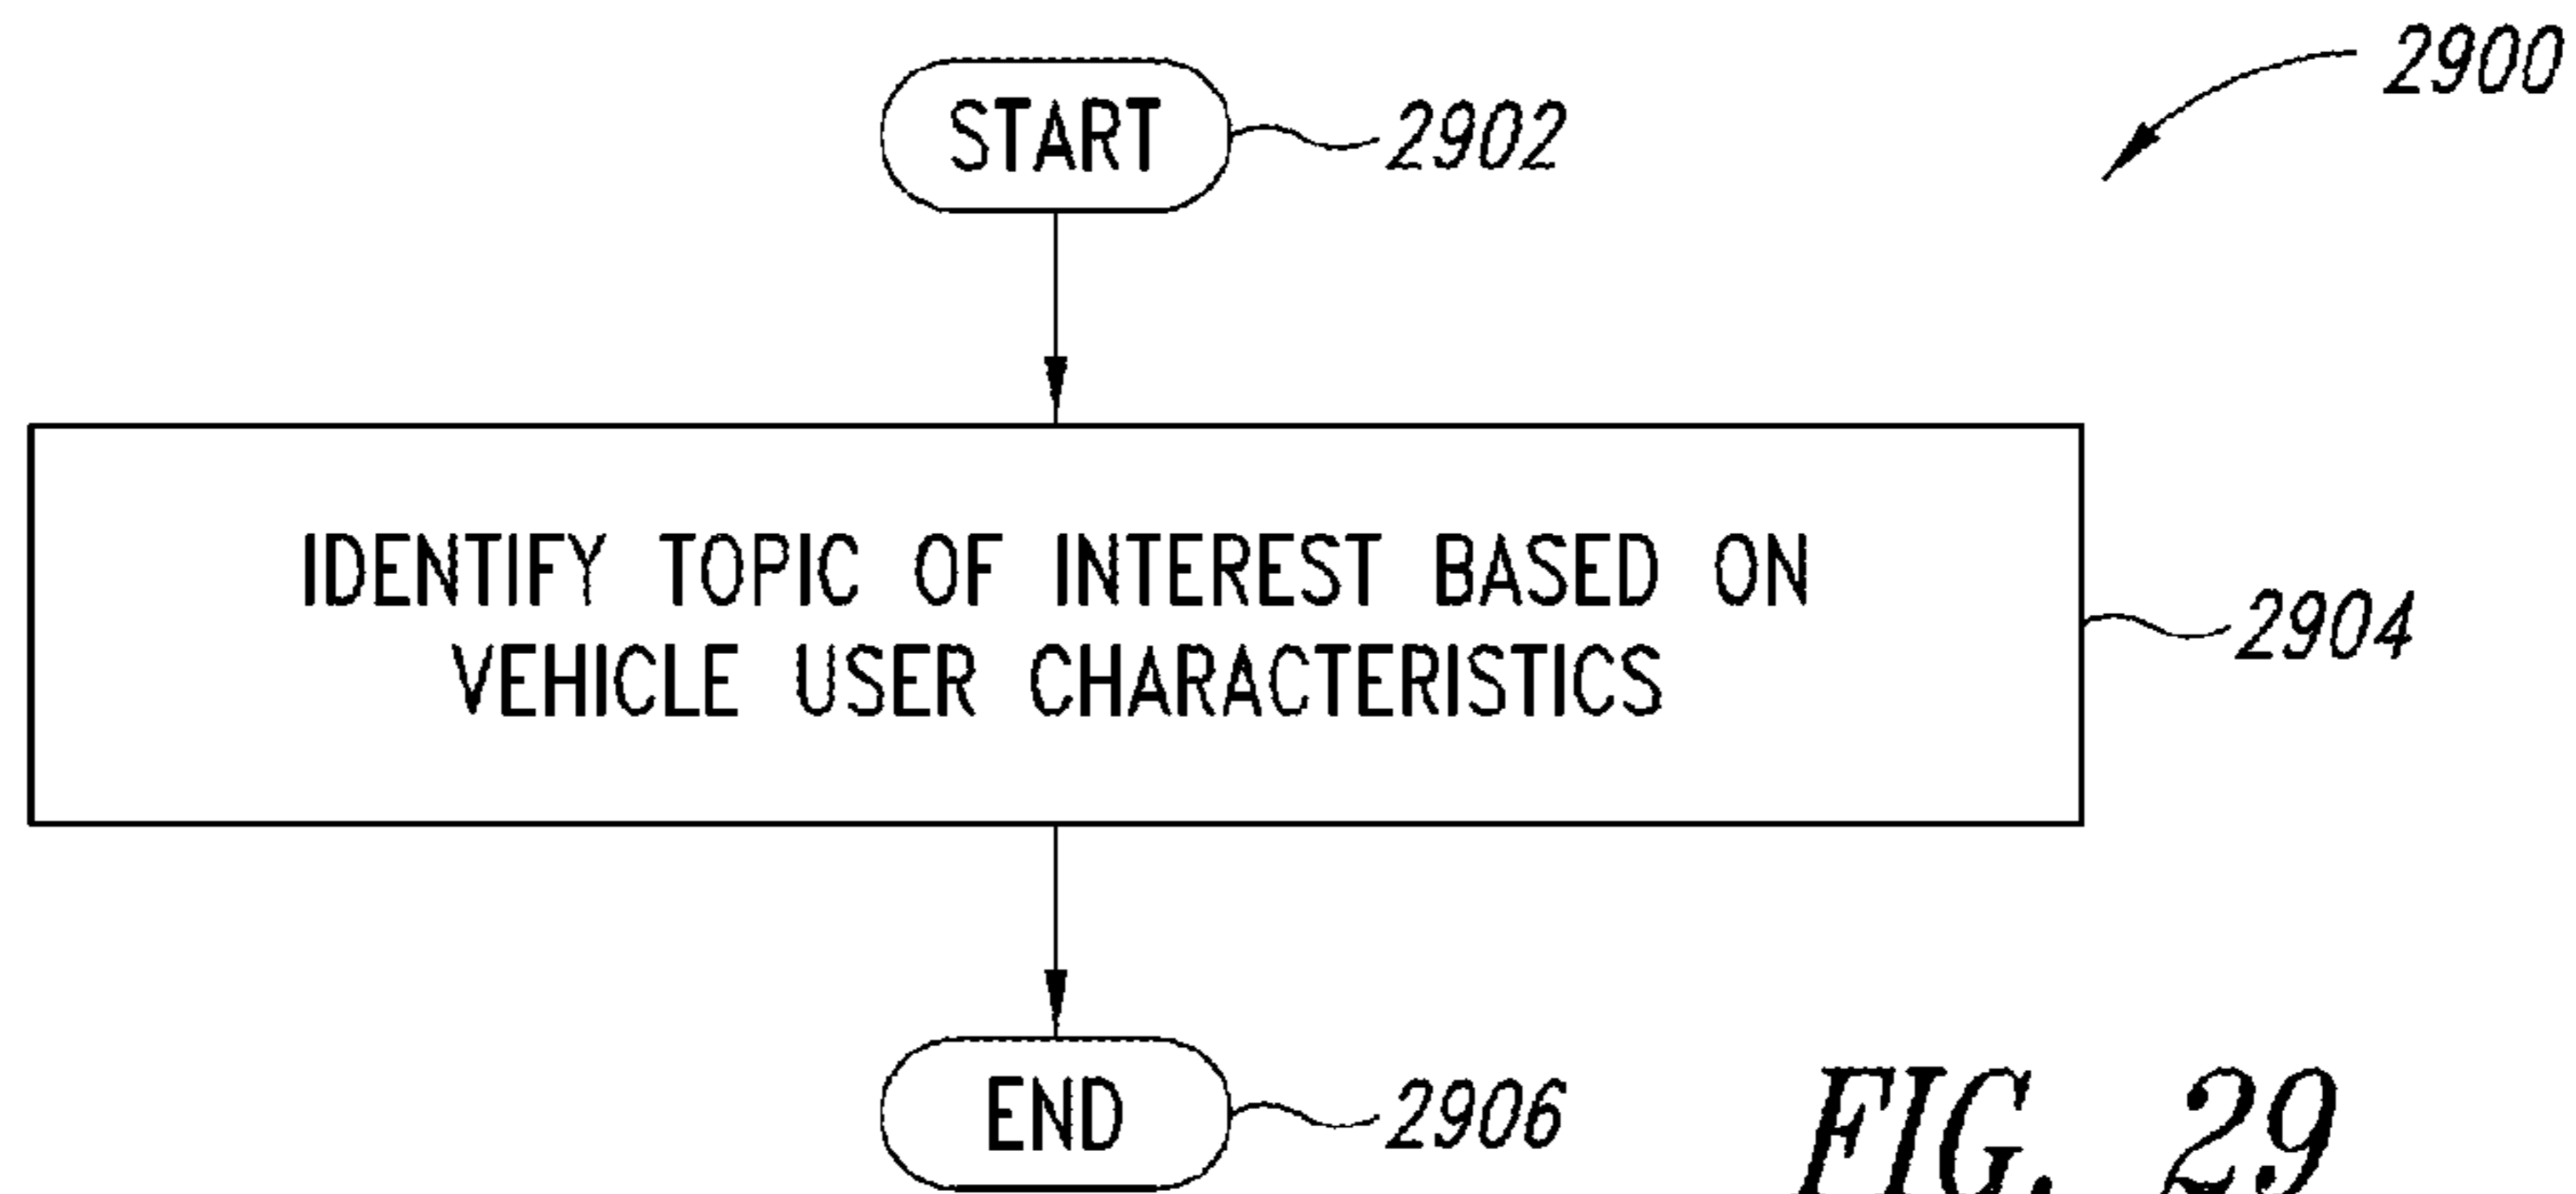 2900
START
2902
IDENTIFY TOPIC OF INTEREST BASED ON
VEHICLE USER CHARACTERISTICS
2904
END
2906
FIG. 29